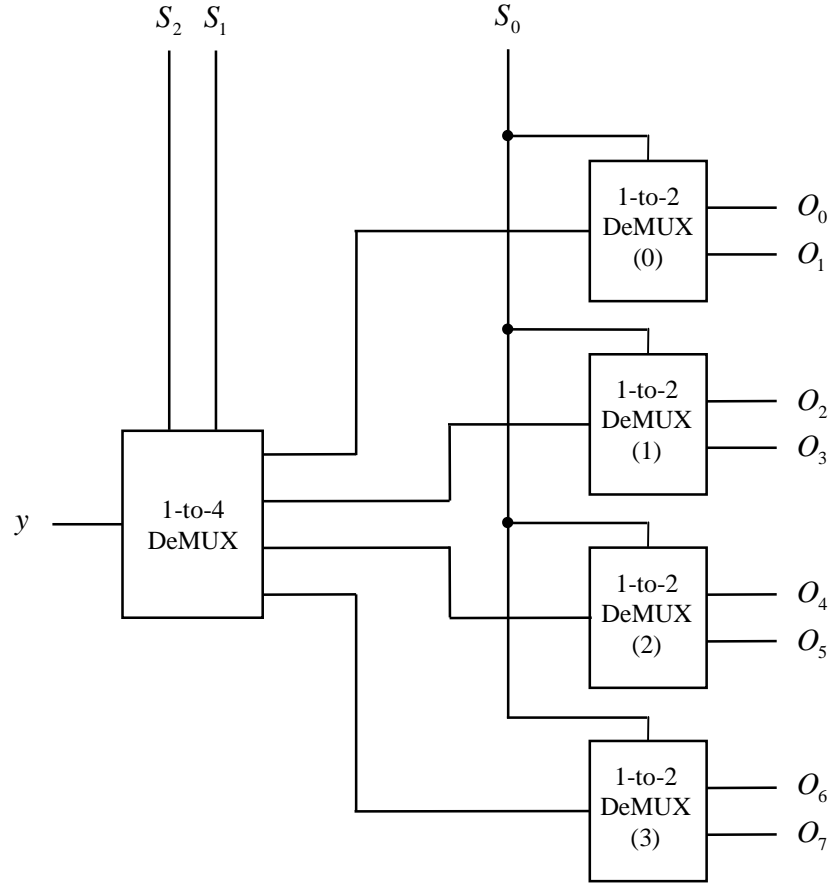 S₂ S₁ S₀
1-to-2
DeMUX
(0)
O₀
O₁
1-to-2
DeMUX
(1)
O₂
O₃
y
1-to-4
DeMUX
1-to-2
DeMUX
(2)
O₄
O₅
1-to-2
DeMUX
(3)
O₆
O₇